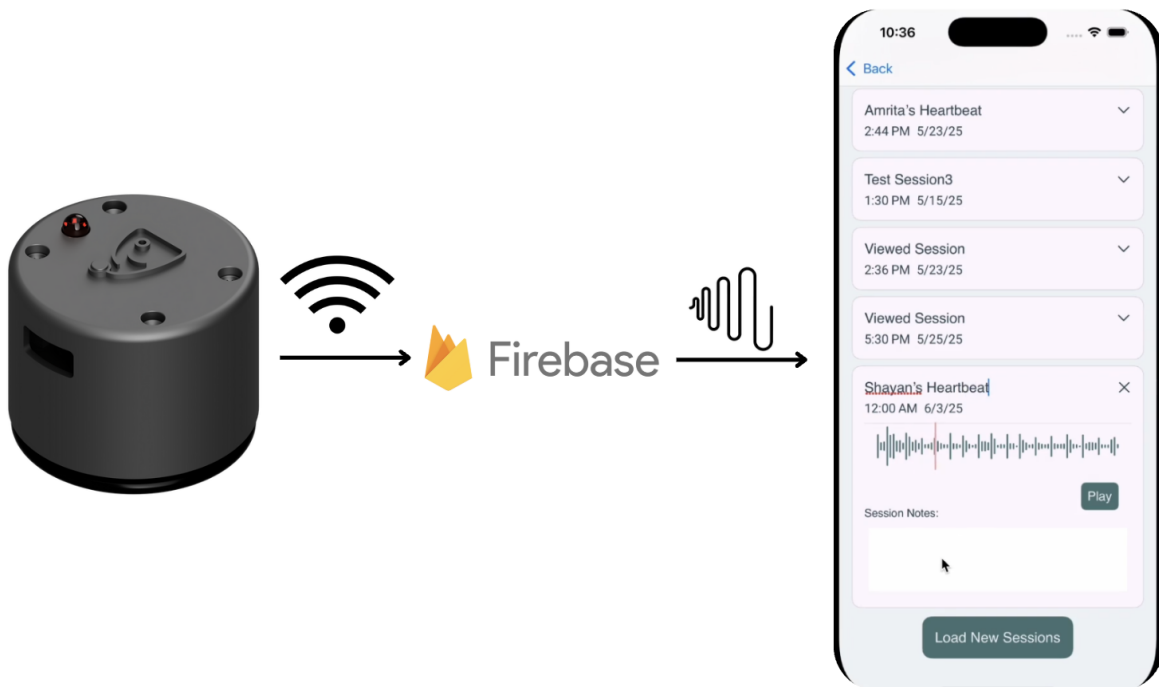 Firebase
10:36
Back
Amrita's Heartbeat
2:44 PM 5/23/25
Test Session3
1:30 PM 5/15/25
Viewed Session
2:36 PM 5/23/25
Viewed Session
5:30 PM 5/25/25
Shayan's Heartbeat
12:00 AM 6/3/25
Play
Session Notes:
Load New Sessions